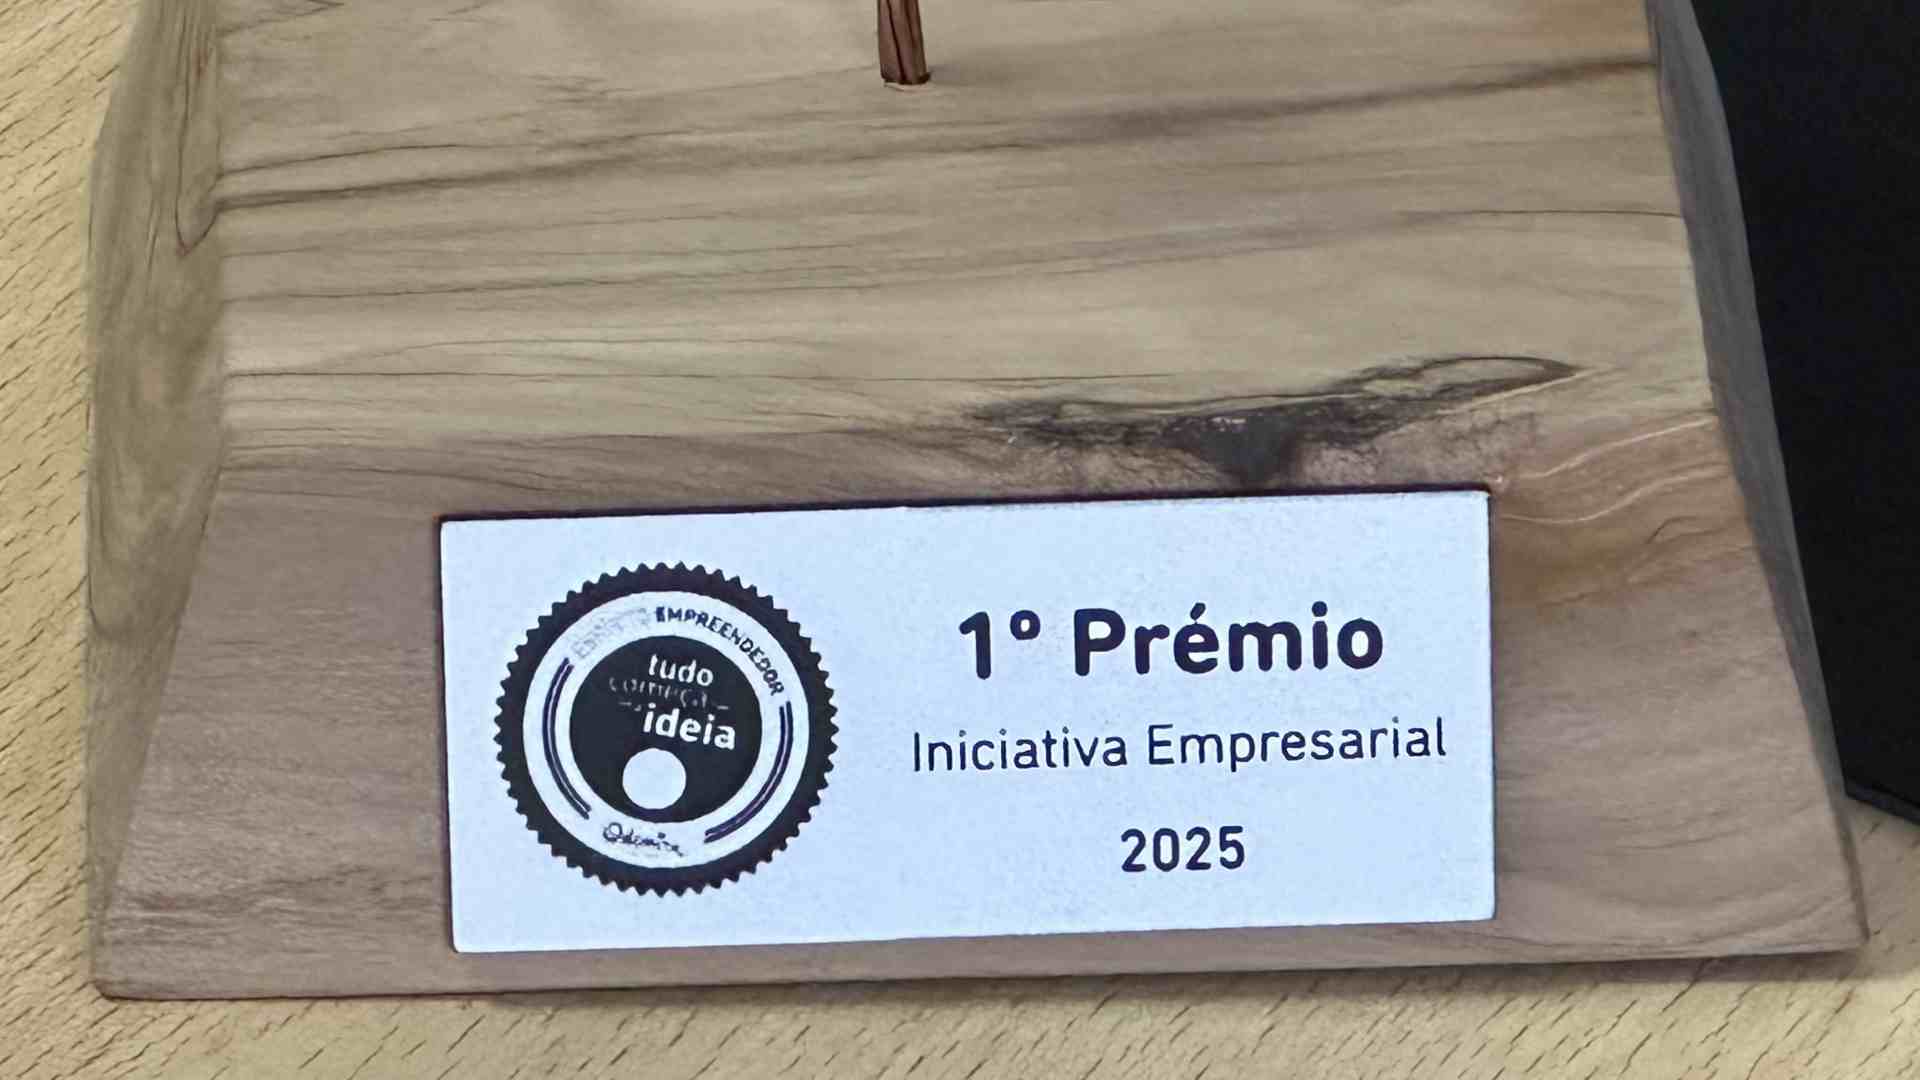 EMPREENDEDOR
tudo
ideia
1º Prémio
Iniciativa Empresarial
2025